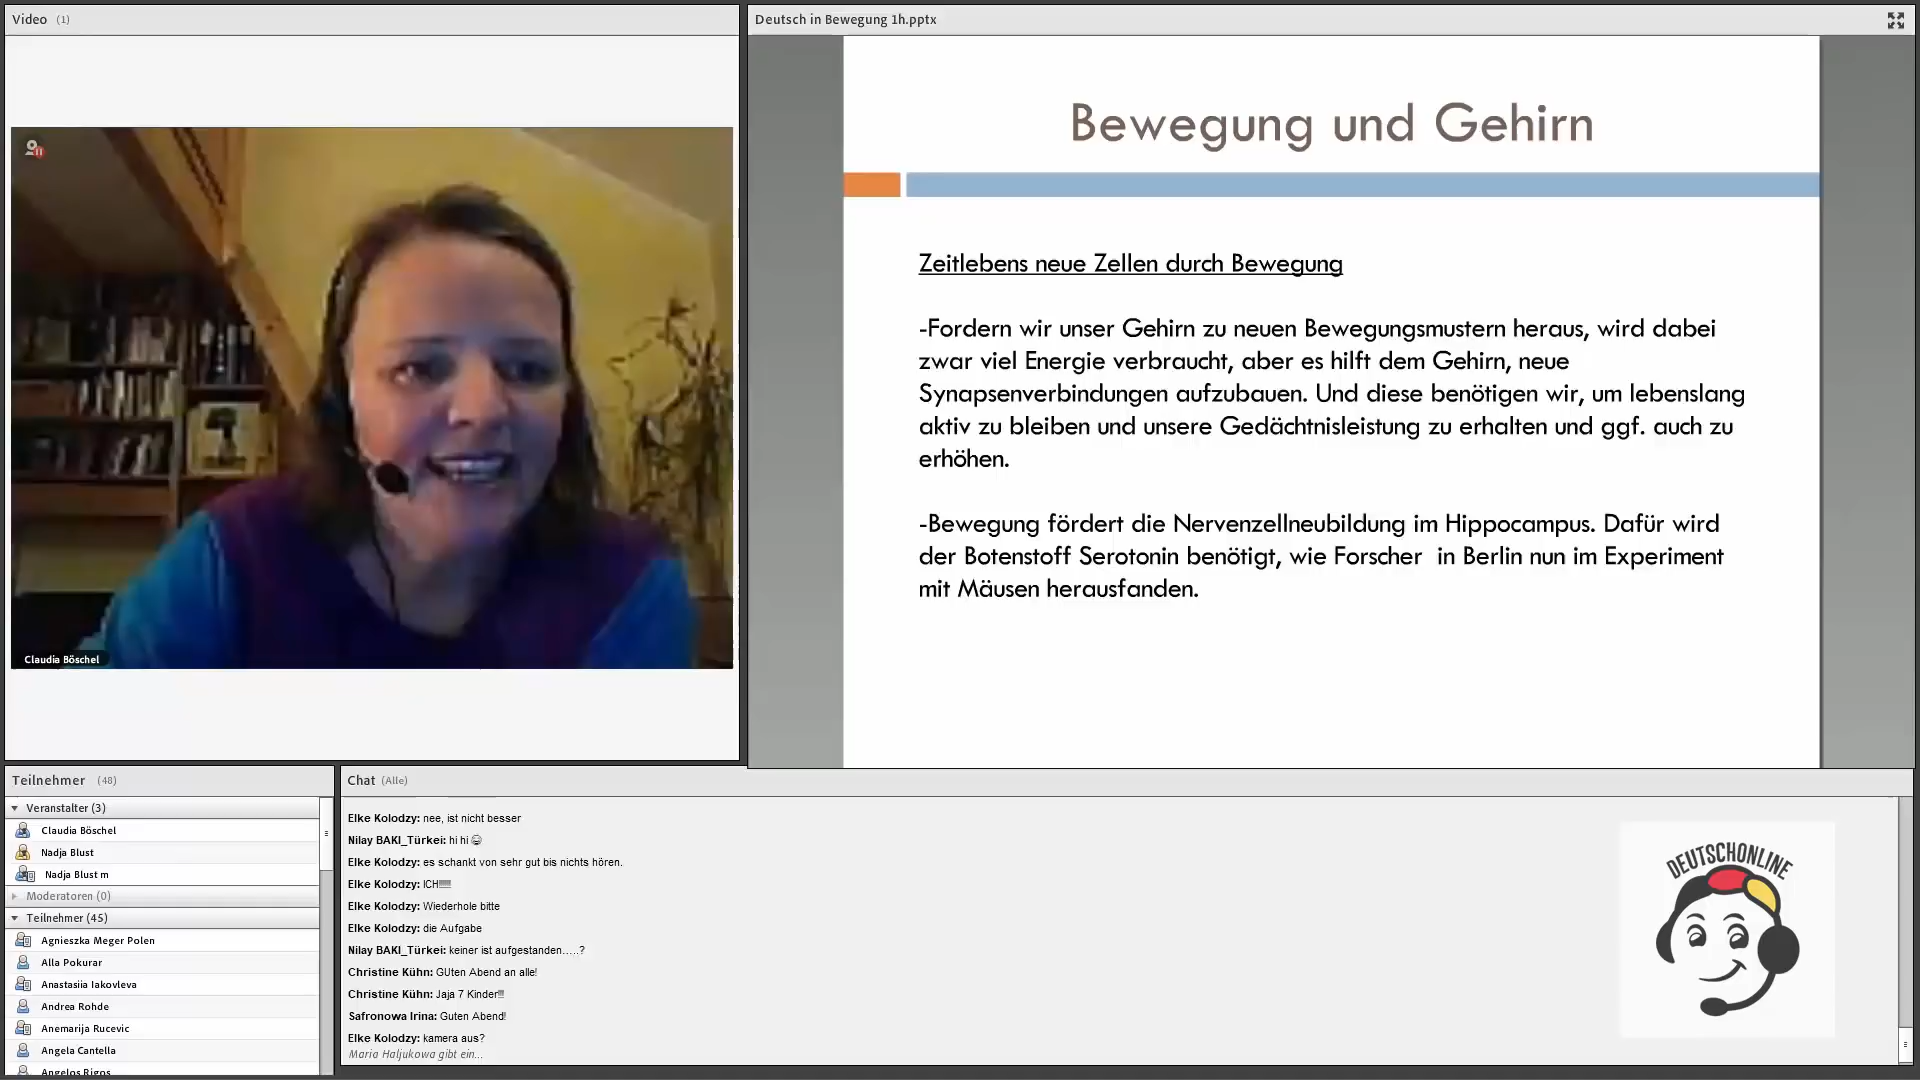 Video (1)
Claudia Böschel
Deutsch in Bewegung 1h.pptx
Bewegung und Gehirn
Zeitlebens neue Zellen durch Bewegung
-Fordern wir unser Gehirn zu neuen Bewegungsmustern heraus, wird dabei
zwar viel Energie verbraucht, aber es hilft dem Gehirn, neue
Synapsenverbindungen aufzubauen. Und diese benötigen wir, um lebenslang
aktiv zu bleiben und unsere Gedächtnisleistung zu erhalten und ggf. auch zu
erhöhen.
-Bewegung fördert die Nervenzellneubildung im Hippocampus. Dafür wird
der Botenstoff Serotonin benötigt, wie Forscher in Berlin nun im Experiment
mit Mäusen herausfanden.
Teilnehmer (48)
Veranstalter (3)
Claudia Böschel
Nadja Blust
Nadja Blust m
Moderatoren (0)
Teilnehmer (45)
Agnieszka Meger Polen
Alla Pokurar
Anastasiia Iakovleva
Andrea Rohde
Anemarija Rucevic
Angela Cantella
Angelos Rigos
Chat (Alle)
Elke Kolodzy: nee, ist nicht besser
Nilay BAKI_Türkei: hi hi 😂
Elke Kolodzy: es schankt von sehr gut bis nichts hören.
Elke Kolodzy: ICH!!!!!!
Elke Kolodzy: Wiederhole bitte
Elke Kolodzy: die Aufgabe
Nilay BAKI_Türkei: keiner ist aufgestanden.....?
Christine Kühn: GUten Abend an alle!
Christine Kühn: Jaja 7 Kinder!!!
Safronowa Irina: Guten Abend!
Elke Kolodzy: kamera aus?
Maria Haljukowa gibt ein...
DEUTSCHONLINE